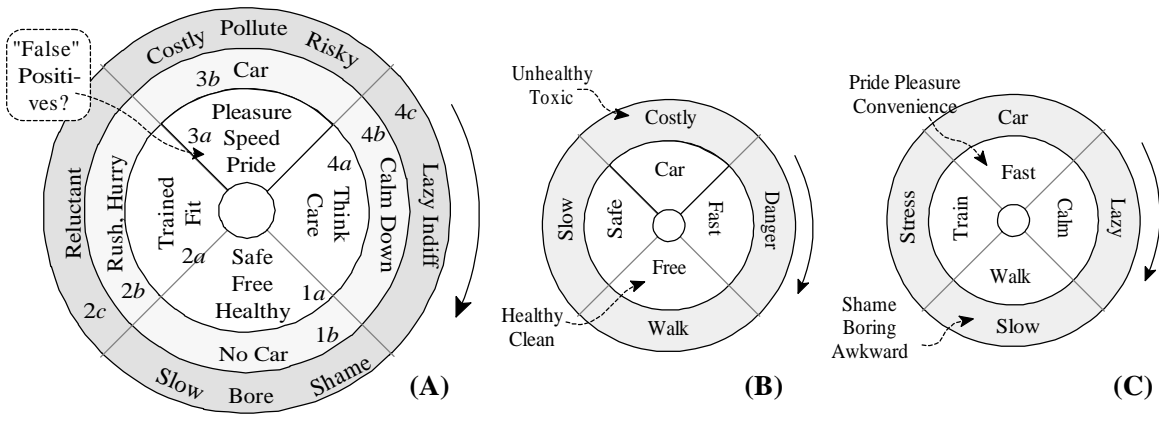 "False"
Positi-
ves?
Costly Pollute Risky
3b Car
Pleasure
3a Speed
Pride
4c
4b
4a
Reluctant
Rush, Hurry
Trained
Fit
Think
Care
Calm Down
Lazy Indiff
2a
2b
2c
Safe
Free
Healthy
1a
1b
No Car
Slow Bore Shame
(A)
Unhealthy
Toxic
Costly
Car
Slow
Safe
Fast
Danger
Free
Walk
Healthy
Clean
(B)
Pride Pleasure
Convenience
Car
Fast
Stress
Train
Calm
Lazy
Walk
Slow
Shame
Boring
Awkward
(C)